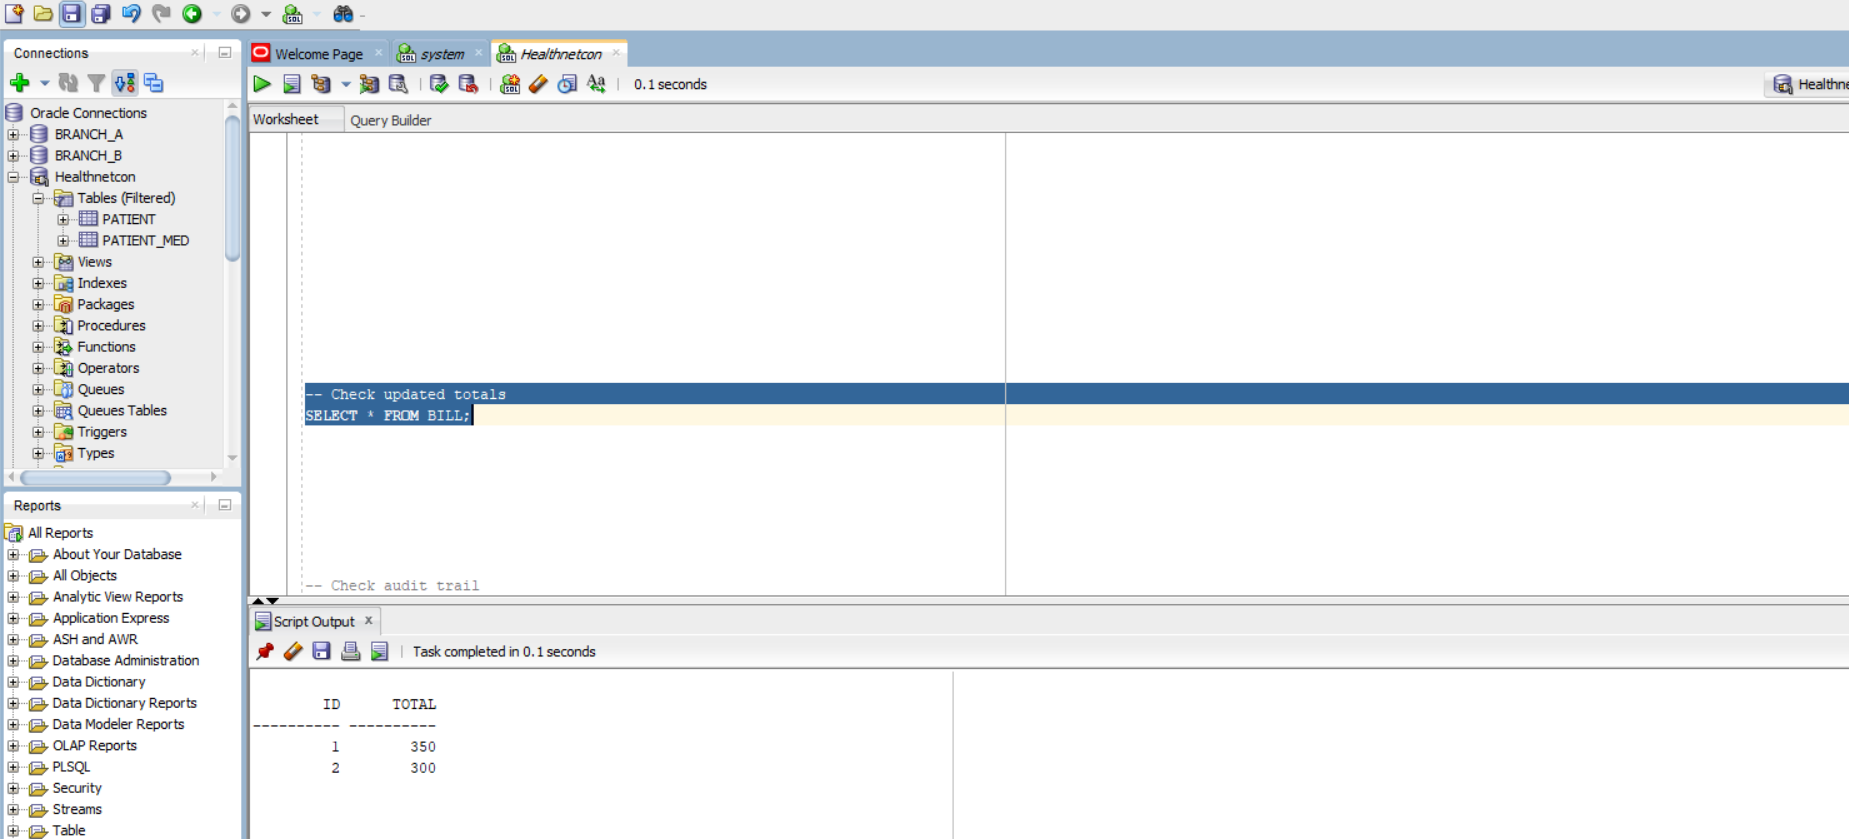 Connections
Oracle Connections
BRANCH_A
BRANCH_B
Healthnetcon
Tables (Filtered)
PATIENT
PATIENT_MED
Views
Indexes
Packages
Procedures
Functions
Operators
Queues
Queues Tables
Triggers
Types
Reports
All Reports
About Your Database
All Objects
Analytic View Reports
Application Express
ASH and AWR
Database Administration
Data Dictionary
Data Dictionary Reports
Data Modeler Reports
OLAP Reports
PLSQL
Security
Streams
Table
Welcome Page system Healthnetcon
0.1 seconds Healthne
Worksheet Query Builder
-- Check updated totals
SELECT * FROM BILL;
-- Check audit trail
Script Output
Task completed in 0.1 seconds
ID TOTAL
---------- ----------
1 350
2 300